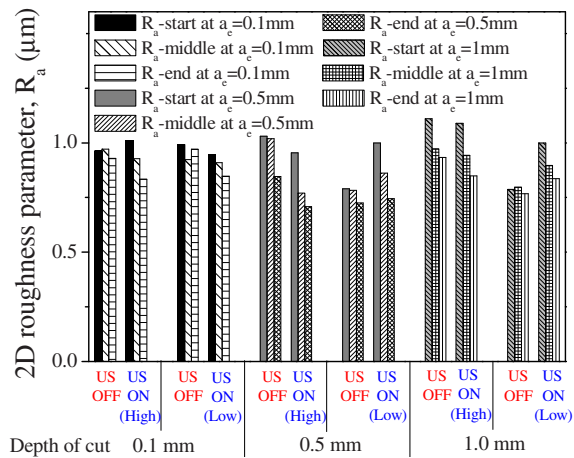 2D roughness parameter, Ra (μm)
1.0
0.5
0.0
Ra-start at ae=0.1mm
Ra-middle at ae=0.1mm
Ra-end at ae=0.1mm
Ra-start at ae=0.5mm
Ra-middle at ae=0.5mm
Ra-end at ae=0.5mm
Ra-start at ae=1mm
Ra-middle at ae=1mm
Ra-end at ae=1mm
US OFF
US ON (High)
US OFF
US ON (Low)
US OFF
US ON (High)
US OFF
US ON (Low)
US OFF
US ON (High)
US OFF
US ON (Low)
Depth of cut 0.1 mm 0.5 mm 1.0 mm